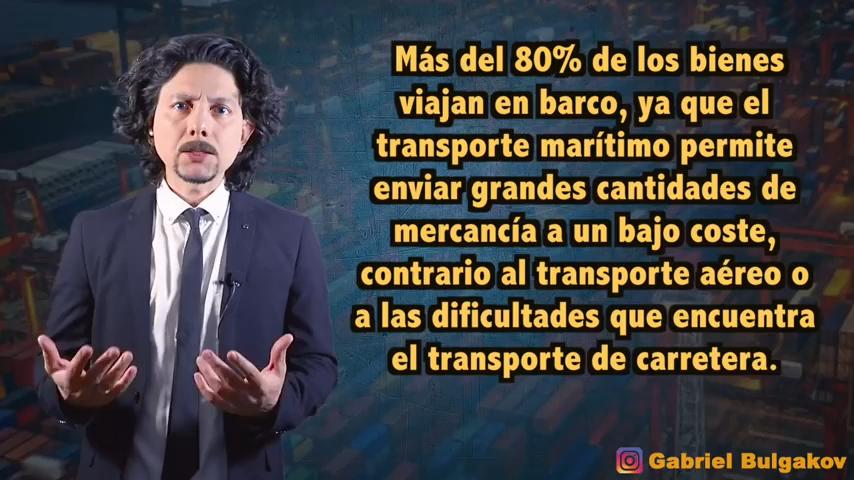 Más del 80% de los bienes
viajan en barco, ya que el
transporte marítimo permite
enviar grandes cantidades de
mercancía a un bajo coste,
contrario al transporte aéreo o
a las dificultades que encuentra
el transporte de carretera.
Gabriel Bulgakov